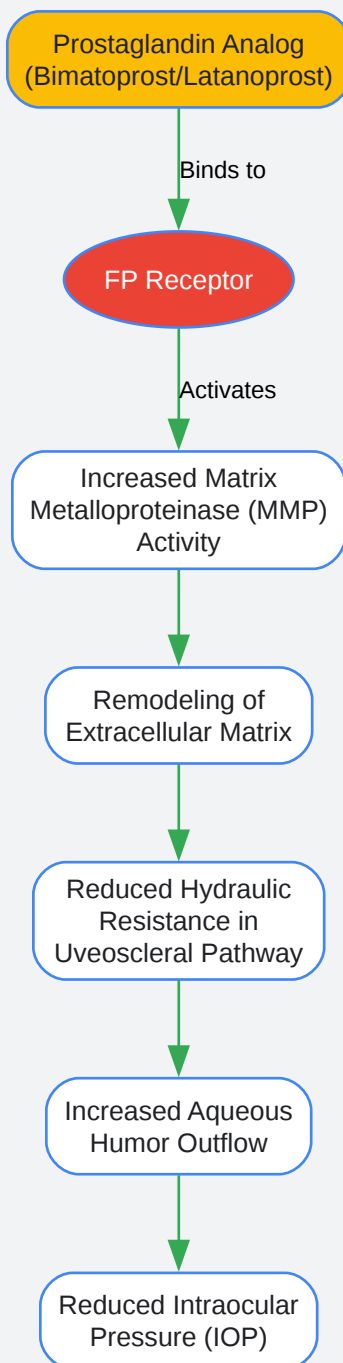 Prostaglandin Analog
(Bimatoprost/Latanoprost)
Binds to
FP Receptor
Activates
Increased Matrix
Metalloproteinase (MMP)
Activity
Remodeling of
Extracellular Matrix
Reduced Hydraulic
Resistance in
Uveoscleral Pathway
Increased Aqueous
Humor Outflow
Reduced Intraocular
Pressure (IOP)